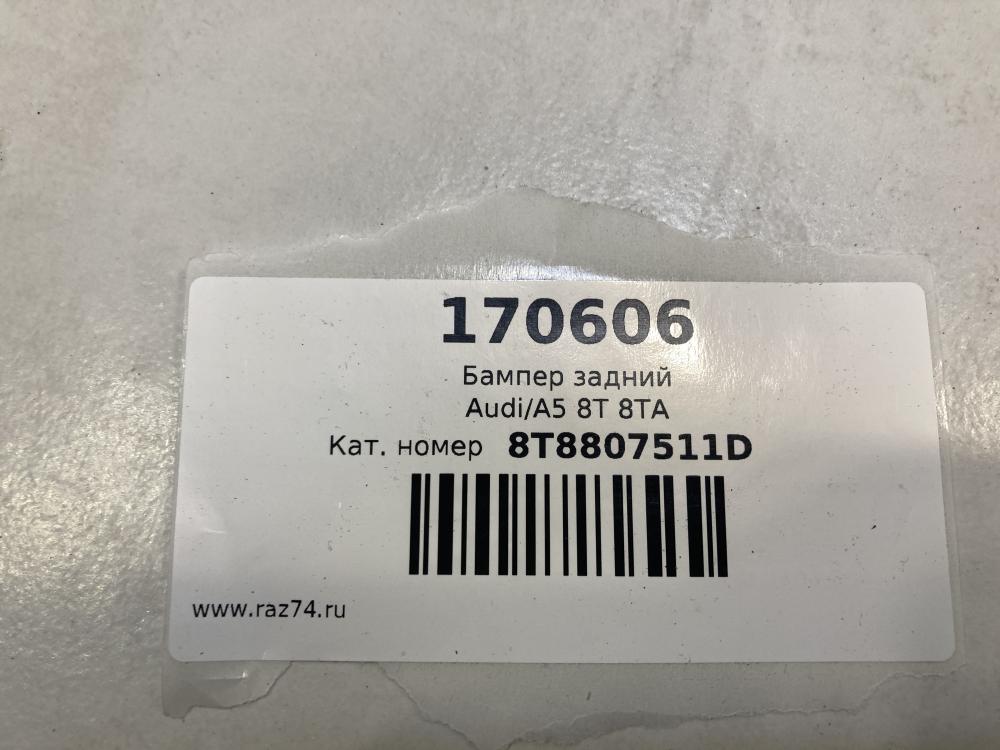 170606
Бампер задний
Audi/A5 8T 8TA
Кат. номер 8T8807511D
www.raz74.ru